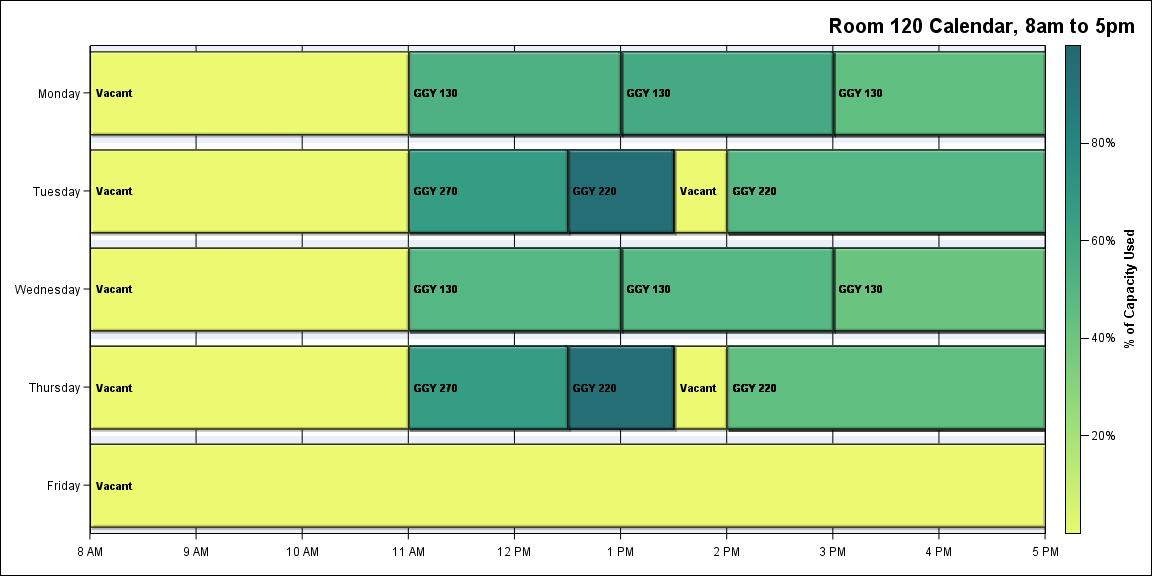 Room 120 Calendar, 8am to 5pm
Monday
Vacant
GGY 130
GGY 130
GGY 130
Tuesday
Vacant
GGY 270
GGY 220
Vacant
GGY 220
Wednesday
Vacant
GGY 130
GGY 130
GGY 130
Thursday
Vacant
GGY 270
GGY 220
Vacant
GGY 220
Friday
Vacant
8 AM
9 AM
10 AM
11 AM
12 PM
1 PM
2 PM
3 PM
4 PM
5 PM
80%
60%
40%
20%
% of Capacity Used